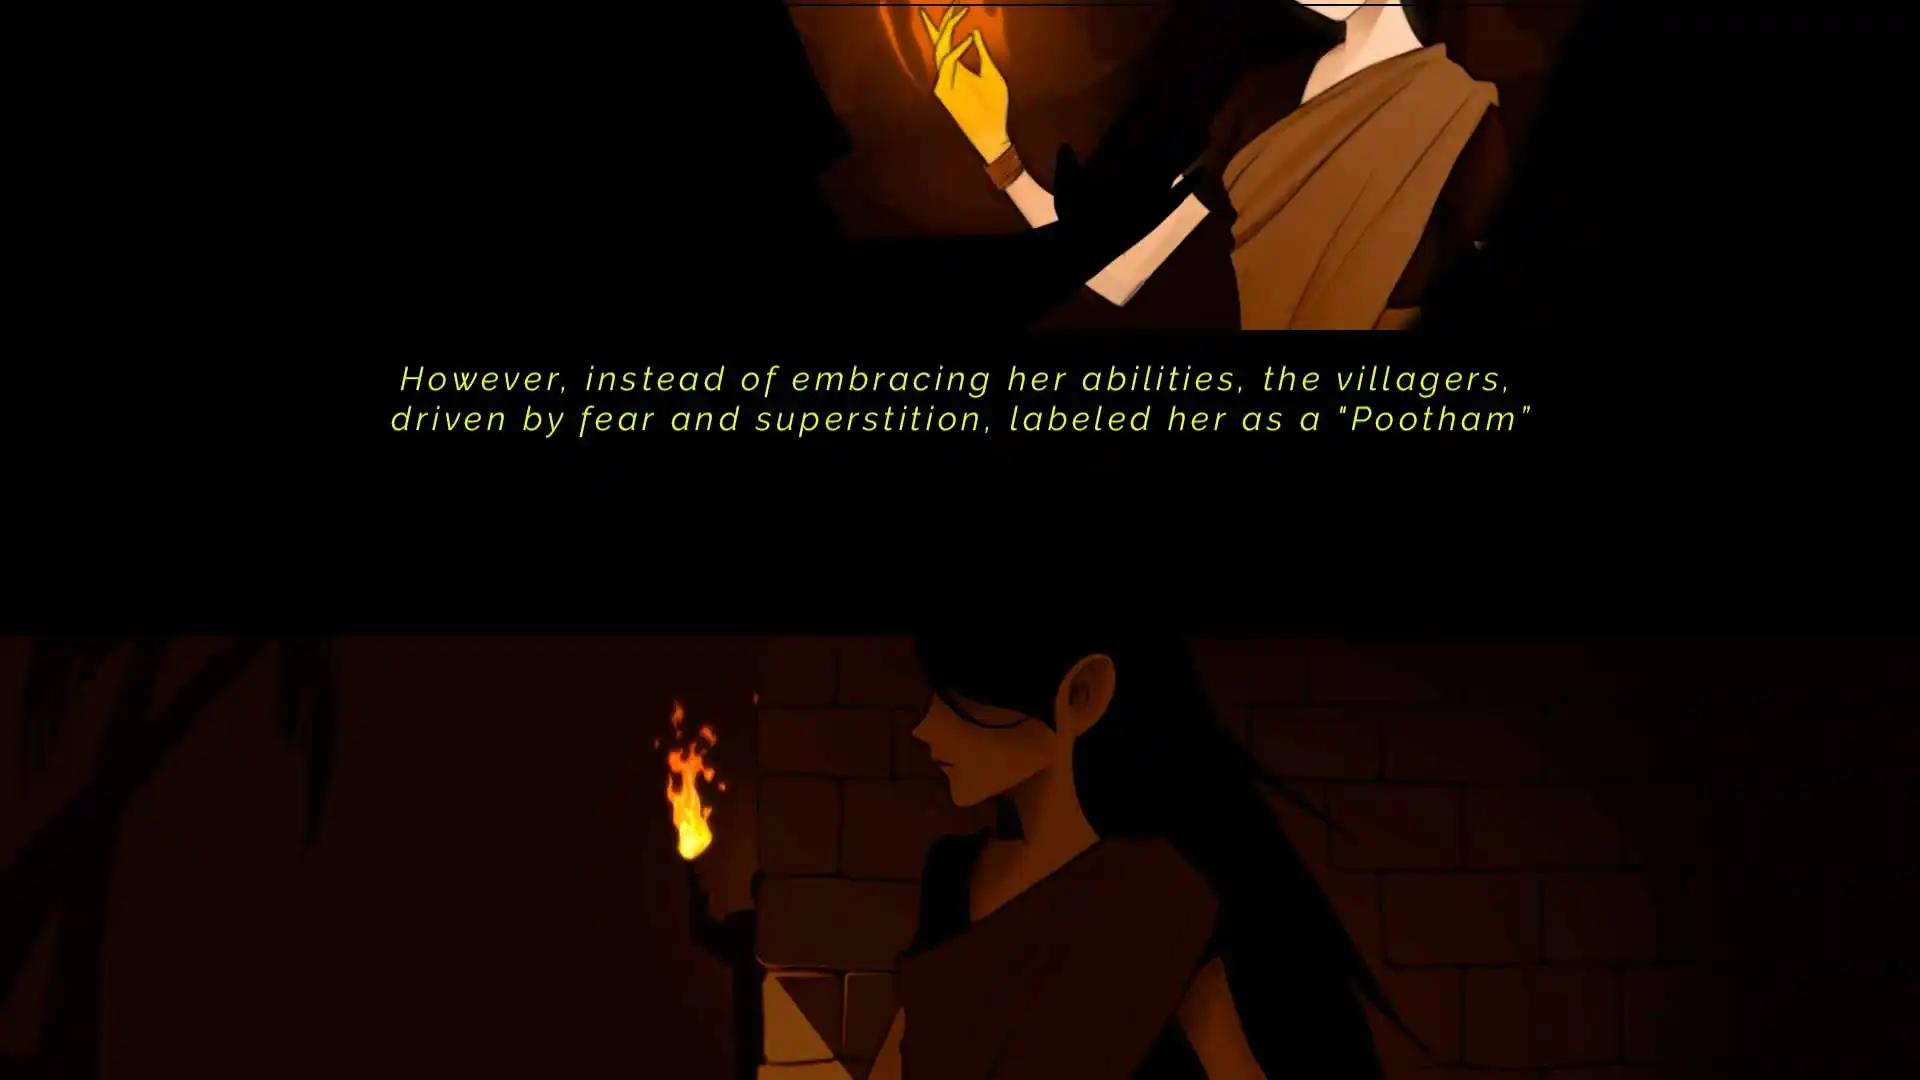 However, instead of embracing her abilities, the villagers,
driven by fear and superstition, labeled her as a "Pootham”